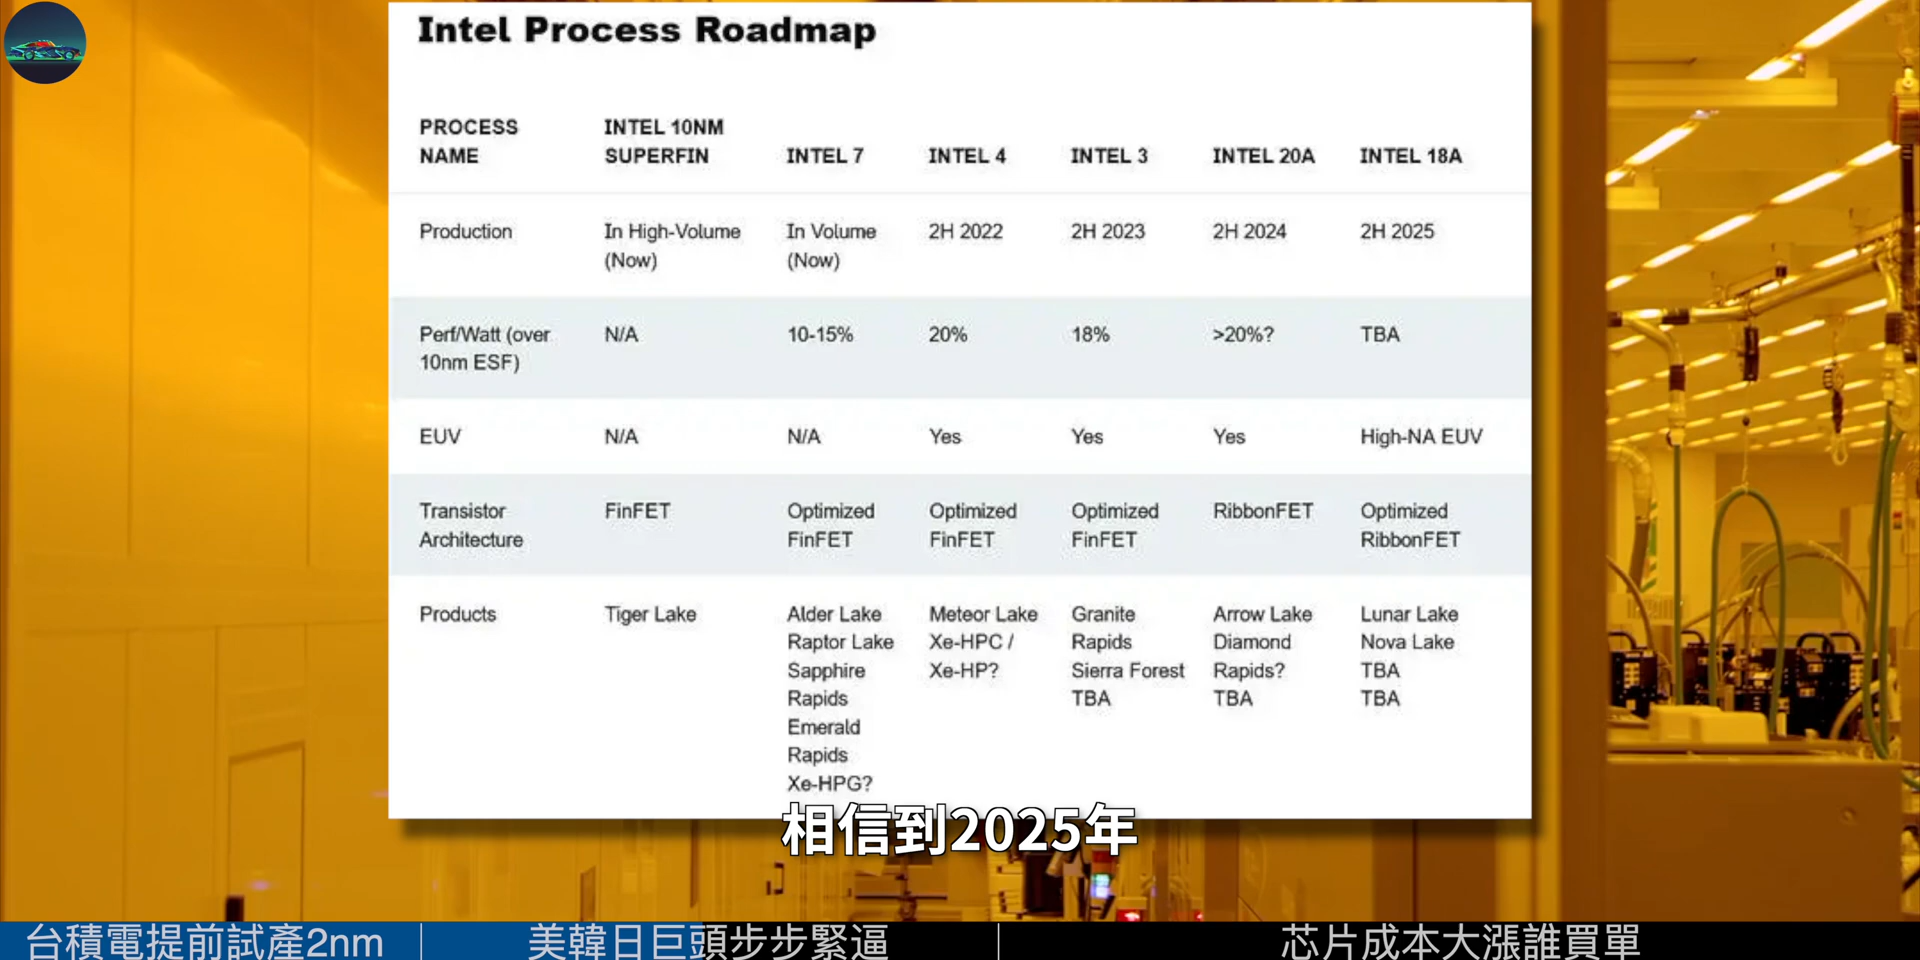 Intel Process Roadmap
PROCESS NAME
INTEL 10NM SUPERFIN
INTEL 7
INTEL 4
INTEL 3
INTEL 20A
INTEL 18A
Production
In High-Volume (Now)
In Volume (Now)
2H 2022
2H 2023
2H 2024
2H 2025
Perf/Watt (over 10nm ESF)
N/A
10-15%
20%
18%
>20%?
TBA
EUV
N/A
N/A
Yes
Yes
Yes
High-NA EUV
Transistor Architecture
FinFET
Optimized FinFET
Optimized FinFET
Optimized FinFET
RibbonFET
Optimized RibbonFET
Products
Tiger Lake
Alder Lake
Raptor Lake
Sapphire Rapids
Emerald Rapids
Xe-HPG?
Meteor Lake
Xe-HPC /
Xe-HP?
Granite Rapids
Sierra Forest
TBA
Arrow Lake
Diamond Rapids?
TBA
Lunar Lake
Nova Lake
TBA
TBA
相信到2025年
台積電提前試產2nm
美韓日巨頭步步緊逼
芯片成本大漲誰買單